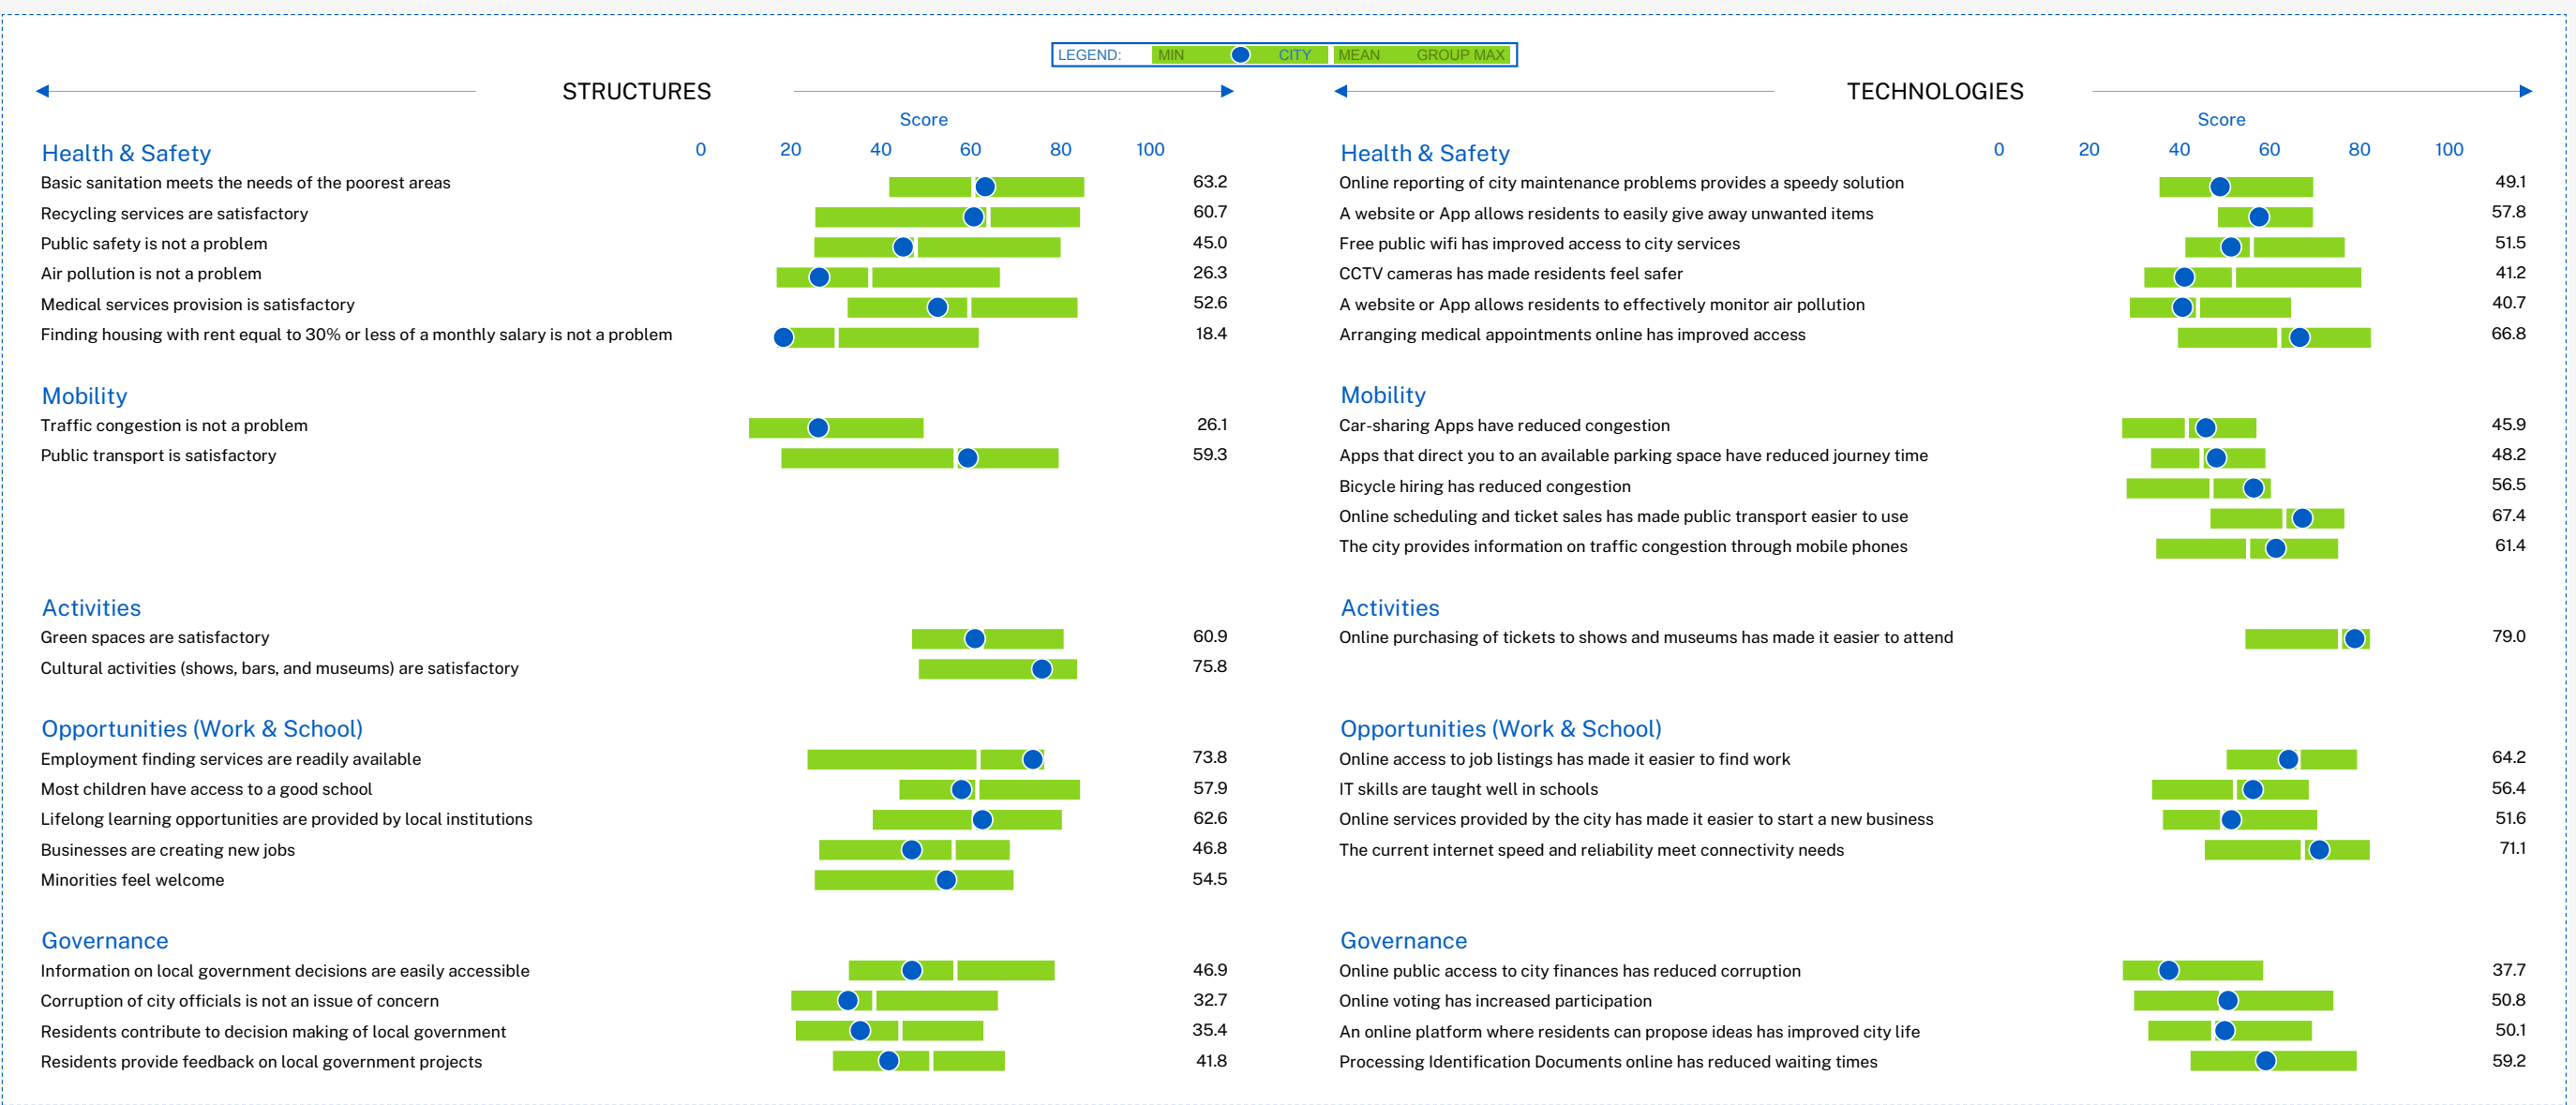 LEGEND: MIN CITY MEAN GROUP MAX
STRUCTURES
Score
Health & Safety 0 20 40 60 80 100
Basic sanitation meets the needs of the poorest areas 63.2
Recycling services are satisfactory 60.7
Public safety is not a problem 45.0
Air pollution is not a problem 26.3
Medical services provision is satisfactory 52.6
Finding housing with rent equal to 30% or less of a monthly salary is not a problem 18.4
Mobility
Traffic congestion is not a problem 26.1
Public transport is satisfactory 59.3
Activities
Green spaces are satisfactory 60.9
Cultural activities (shows, bars, and museums) are satisfactory 75.8
Opportunities (Work & School)
Employment finding services are readily available 73.8
Most children have access to a good school 57.9
Lifelong learning opportunities are provided by local institutions 62.6
Businesses are creating new jobs 46.8
Minorities feel welcome 54.5
Governance
Information on local government decisions are easily accessible 46.9
Corruption of city officials is not an issue of concern 32.7
Residents contribute to decision making of local government 35.4
Residents provide feedback on local government projects 41.8
TECHNOLOGIES
Score
Health & Safety 0 20 40 60 80 100
Online reporting of city maintenance problems provides a speedy solution 49.1
A website or App allows residents to easily give away unwanted items 57.8
Free public wifi has improved access to city services 51.5
CCTV cameras has made residents feel safer 41.2
A website or App allows residents to effectively monitor air pollution 40.7
Arranging medical appointments online has improved access 66.8
Mobility
Car-sharing Apps have reduced congestion 45.9
Apps that direct you to an available parking space have reduced journey time 48.2
Bicycle hiring has reduced congestion 56.5
Online scheduling and ticket sales has made public transport easier to use 67.4
The city provides information on traffic congestion through mobile phones 61.4
Activities
Online purchasing of tickets to shows and museums has made it easier to attend 79.0
Opportunities (Work & School)
Online access to job listings has made it easier to find work 64.2
IT skills are taught well in schools 56.4
Online services provided by the city has made it easier to start a new business 51.6
The current internet speed and reliability meet connectivity needs 71.1
Governance
Online public access to city finances has reduced corruption 37.7
Online voting has increased participation 50.8
An online platform where residents can propose ideas has improved city life 50.1
Processing Identification Documents online has reduced waiting times 59.2